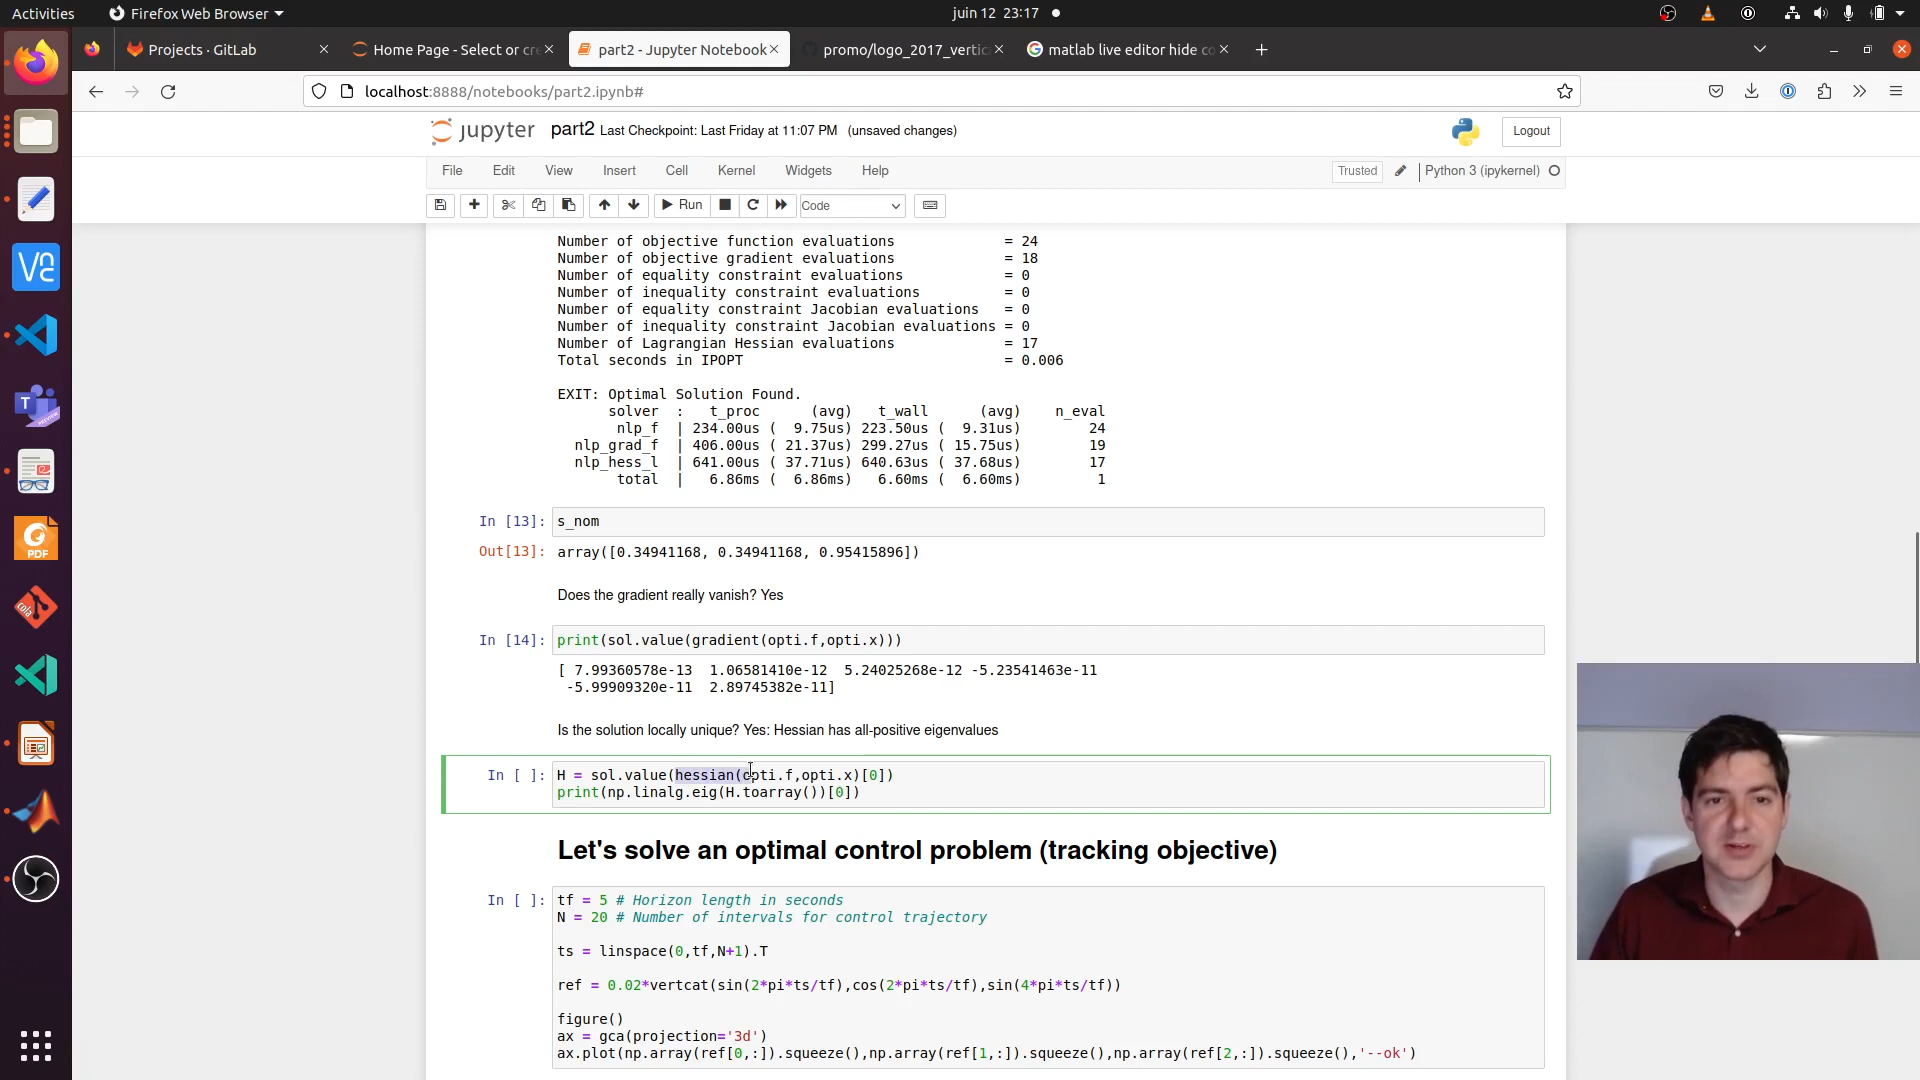 Activities Firefox Web Browser juin 12 23:17
Projects · GitLab Home Page - Select or cre part2 - Jupyter Notebook promo/logo_2017_vertic matlab live editor hide co
localhost:8888/notebooks/part2.ipynb#
jupyter part2 Last Checkpoint: Last Friday at 11:07 PM (unsaved changes) Logout
File Edit View Insert Cell Kernel Widgets Help Trusted Python 3 (ipykernel)
Run Code
Number of objective function evaluations = 24
Number of objective gradient evaluations = 18
Number of equality constraint evaluations = 0
Number of inequality constraint evaluations = 0
Number of equality constraint Jacobian evaluations = 0
Number of inequality constraint Jacobian evaluations = 0
Number of Lagrangian Hessian evaluations = 17
Total seconds in IPOPT = 0.006
EXIT: Optimal Solution Found.
solver : t_proc (avg) t_wall (avg) n_eval
nlp_f | 234.00us ( 9.75us) 223.50us ( 9.31us) 24
nlp_grad_f | 406.00us ( 21.37us) 299.27us ( 15.75us) 19
nlp_hess_l | 641.00us ( 37.71us) 640.63us ( 37.68us) 17
total | 6.86ms ( 6.86ms) 6.60ms ( 6.60ms) 1
In [13]: s_nom
Out[13]: array([0.34941168, 0.34941168, 0.95415896])
Does the gradient really vanish? Yes
In [14]: print(sol.value(gradient(opti.f,opti.x)))
[ 7.99360578e-13 1.06581410e-12 5.24025268e-12 -5.23541463e-11
-5.99909320e-11 2.89745382e-11]
Is the solution locally unique? Yes: Hessian has all-positive eigenvalues
In [ ]: H = sol.value(hessian(opti.f,opti.x)[0])
print(np.linalg.eig(H.toarray())[0])
Let's solve an optimal control problem (tracking objective)
In [ ]: tf = 5 # Horizon length in seconds
N = 20 # Number of intervals for control trajectory
ts = linspace(0,tf,N+1).T
ref = 0.02*vertcat(sin(2*pi*ts/tf),cos(2*pi*ts/tf),sin(4*pi*ts/tf))
figure()
ax = gca(projection='3d')
ax.plot(np.array(ref[0,:]).squeeze(),np.array(ref[1,:]).squeeze(),np.array(ref[2,:]).squeeze(),'--ok')